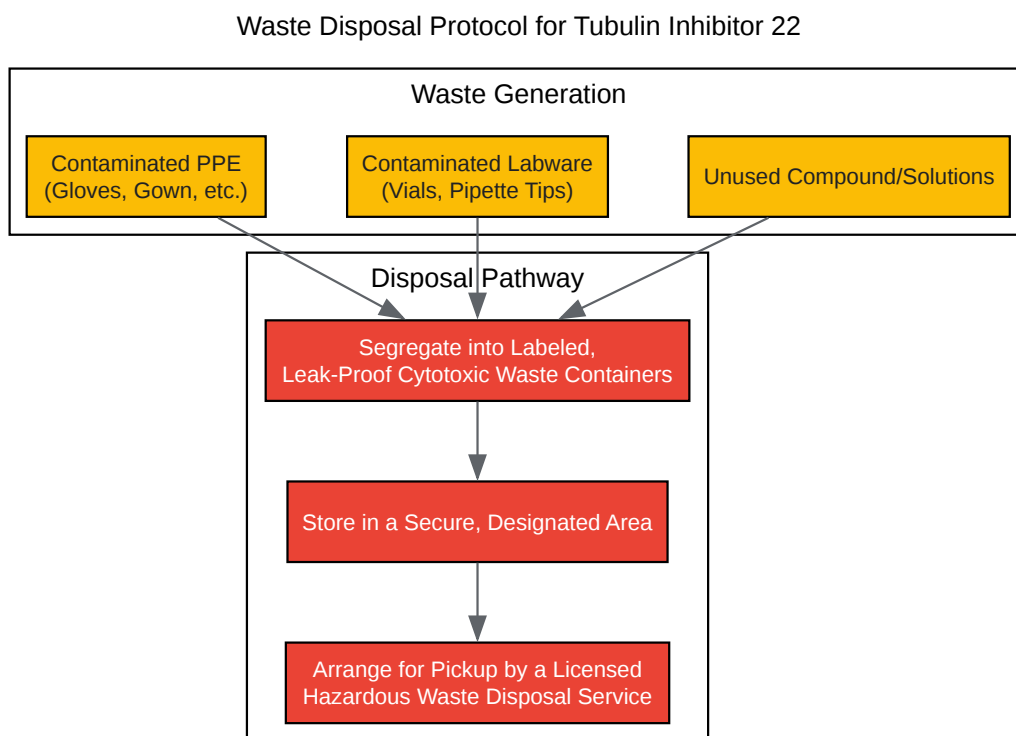 Waste Disposal Protocol for Tubulin Inhibitor 22
Waste Generation
Contaminated PPE
(Gloves, Gown, etc.)
Contaminated Labware
(Vials, Pipette Tips)
Unused Compound/Solutions
Disposal Pathway
Segregate into Labeled,
Leak-Proof Cytotoxic Waste Containers
Store in a Secure, Designated Area
Arrange for Pickup by a Licensed
Hazardous Waste Disposal Service